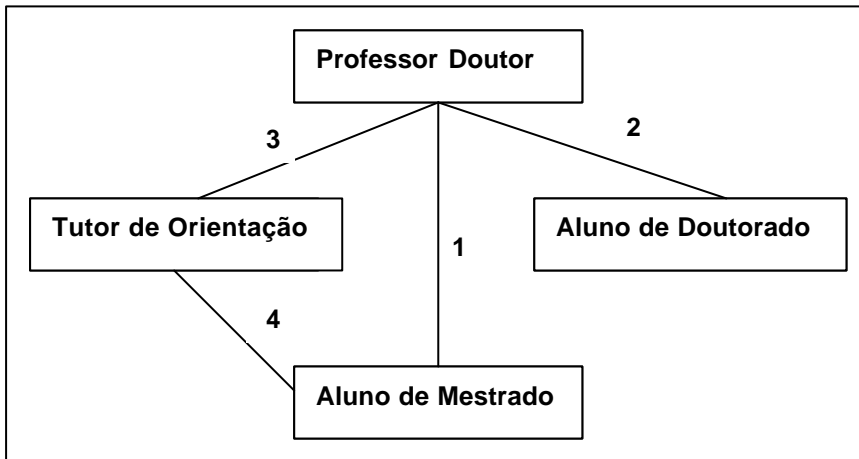 Professor Doutor
3
2
Tutor de Orientação
Aluno de Doutorado
1
4
Aluno de Mestrado